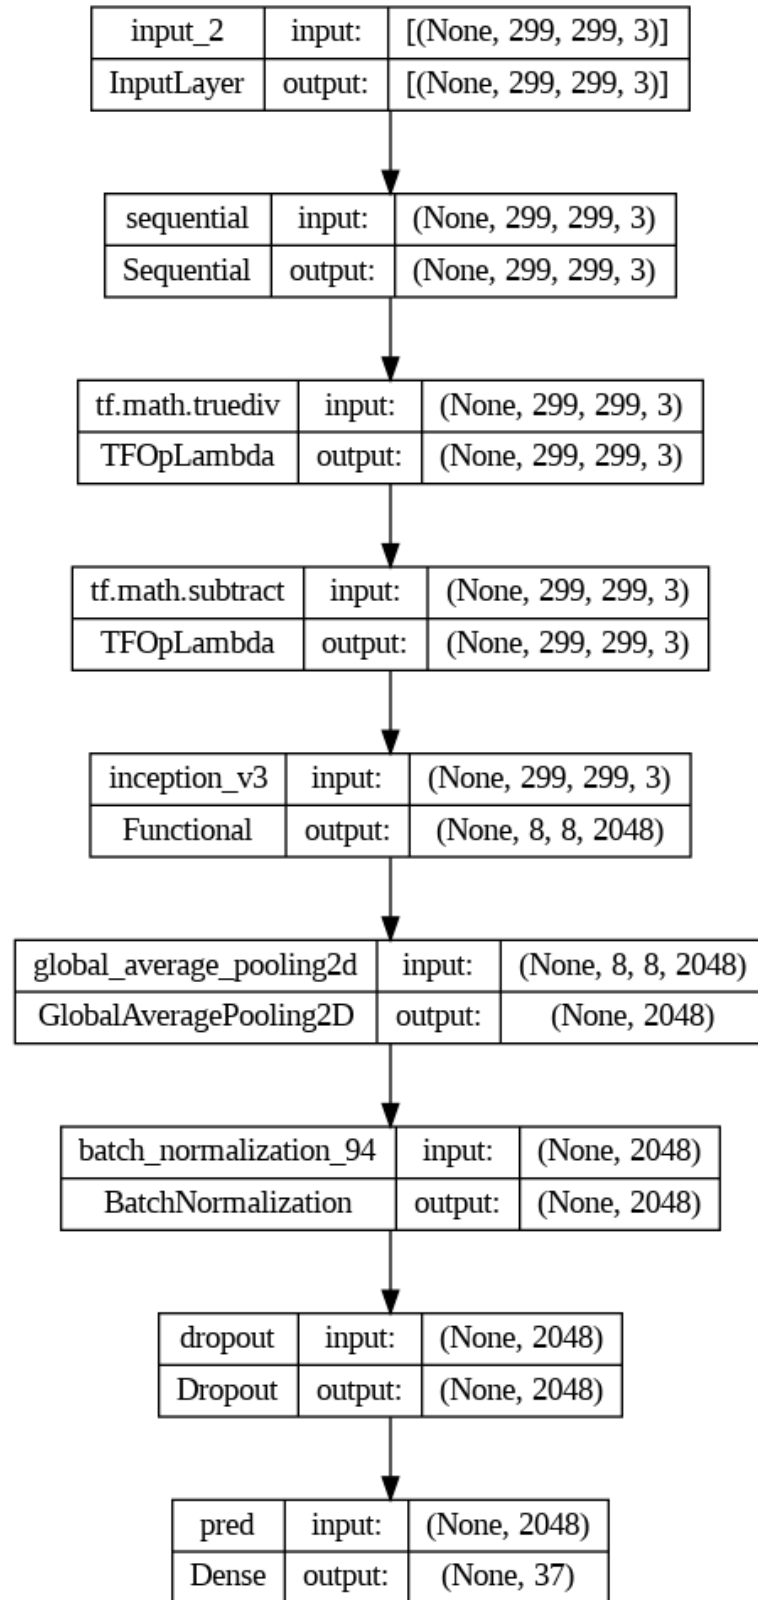 input_2 input: [(None, 299, 299, 3)]
InputLayer output: [(None, 299, 299, 3)]
sequential input: (None, 299, 299, 3)
Sequential output: (None, 299, 299, 3)
tf.math.truediv input: (None, 299, 299, 3)
TFOpLambda output: (None, 299, 299, 3)
tf.math.subtract input: (None, 299, 299, 3)
TFOpLambda output: (None, 299, 299, 3)
inception_v3 input: (None, 299, 299, 3)
Functional output: (None, 8, 8, 2048)
global_average_pooling2d input: (None, 8, 8, 2048)
GlobalAveragePooling2D output: (None, 2048)
batch_normalization_94 input: (None, 2048)
BatchNormalization output: (None, 2048)
dropout input: (None, 2048)
Dropout output: (None, 2048)
pred input: (None, 2048)
Dense output: (None, 37)